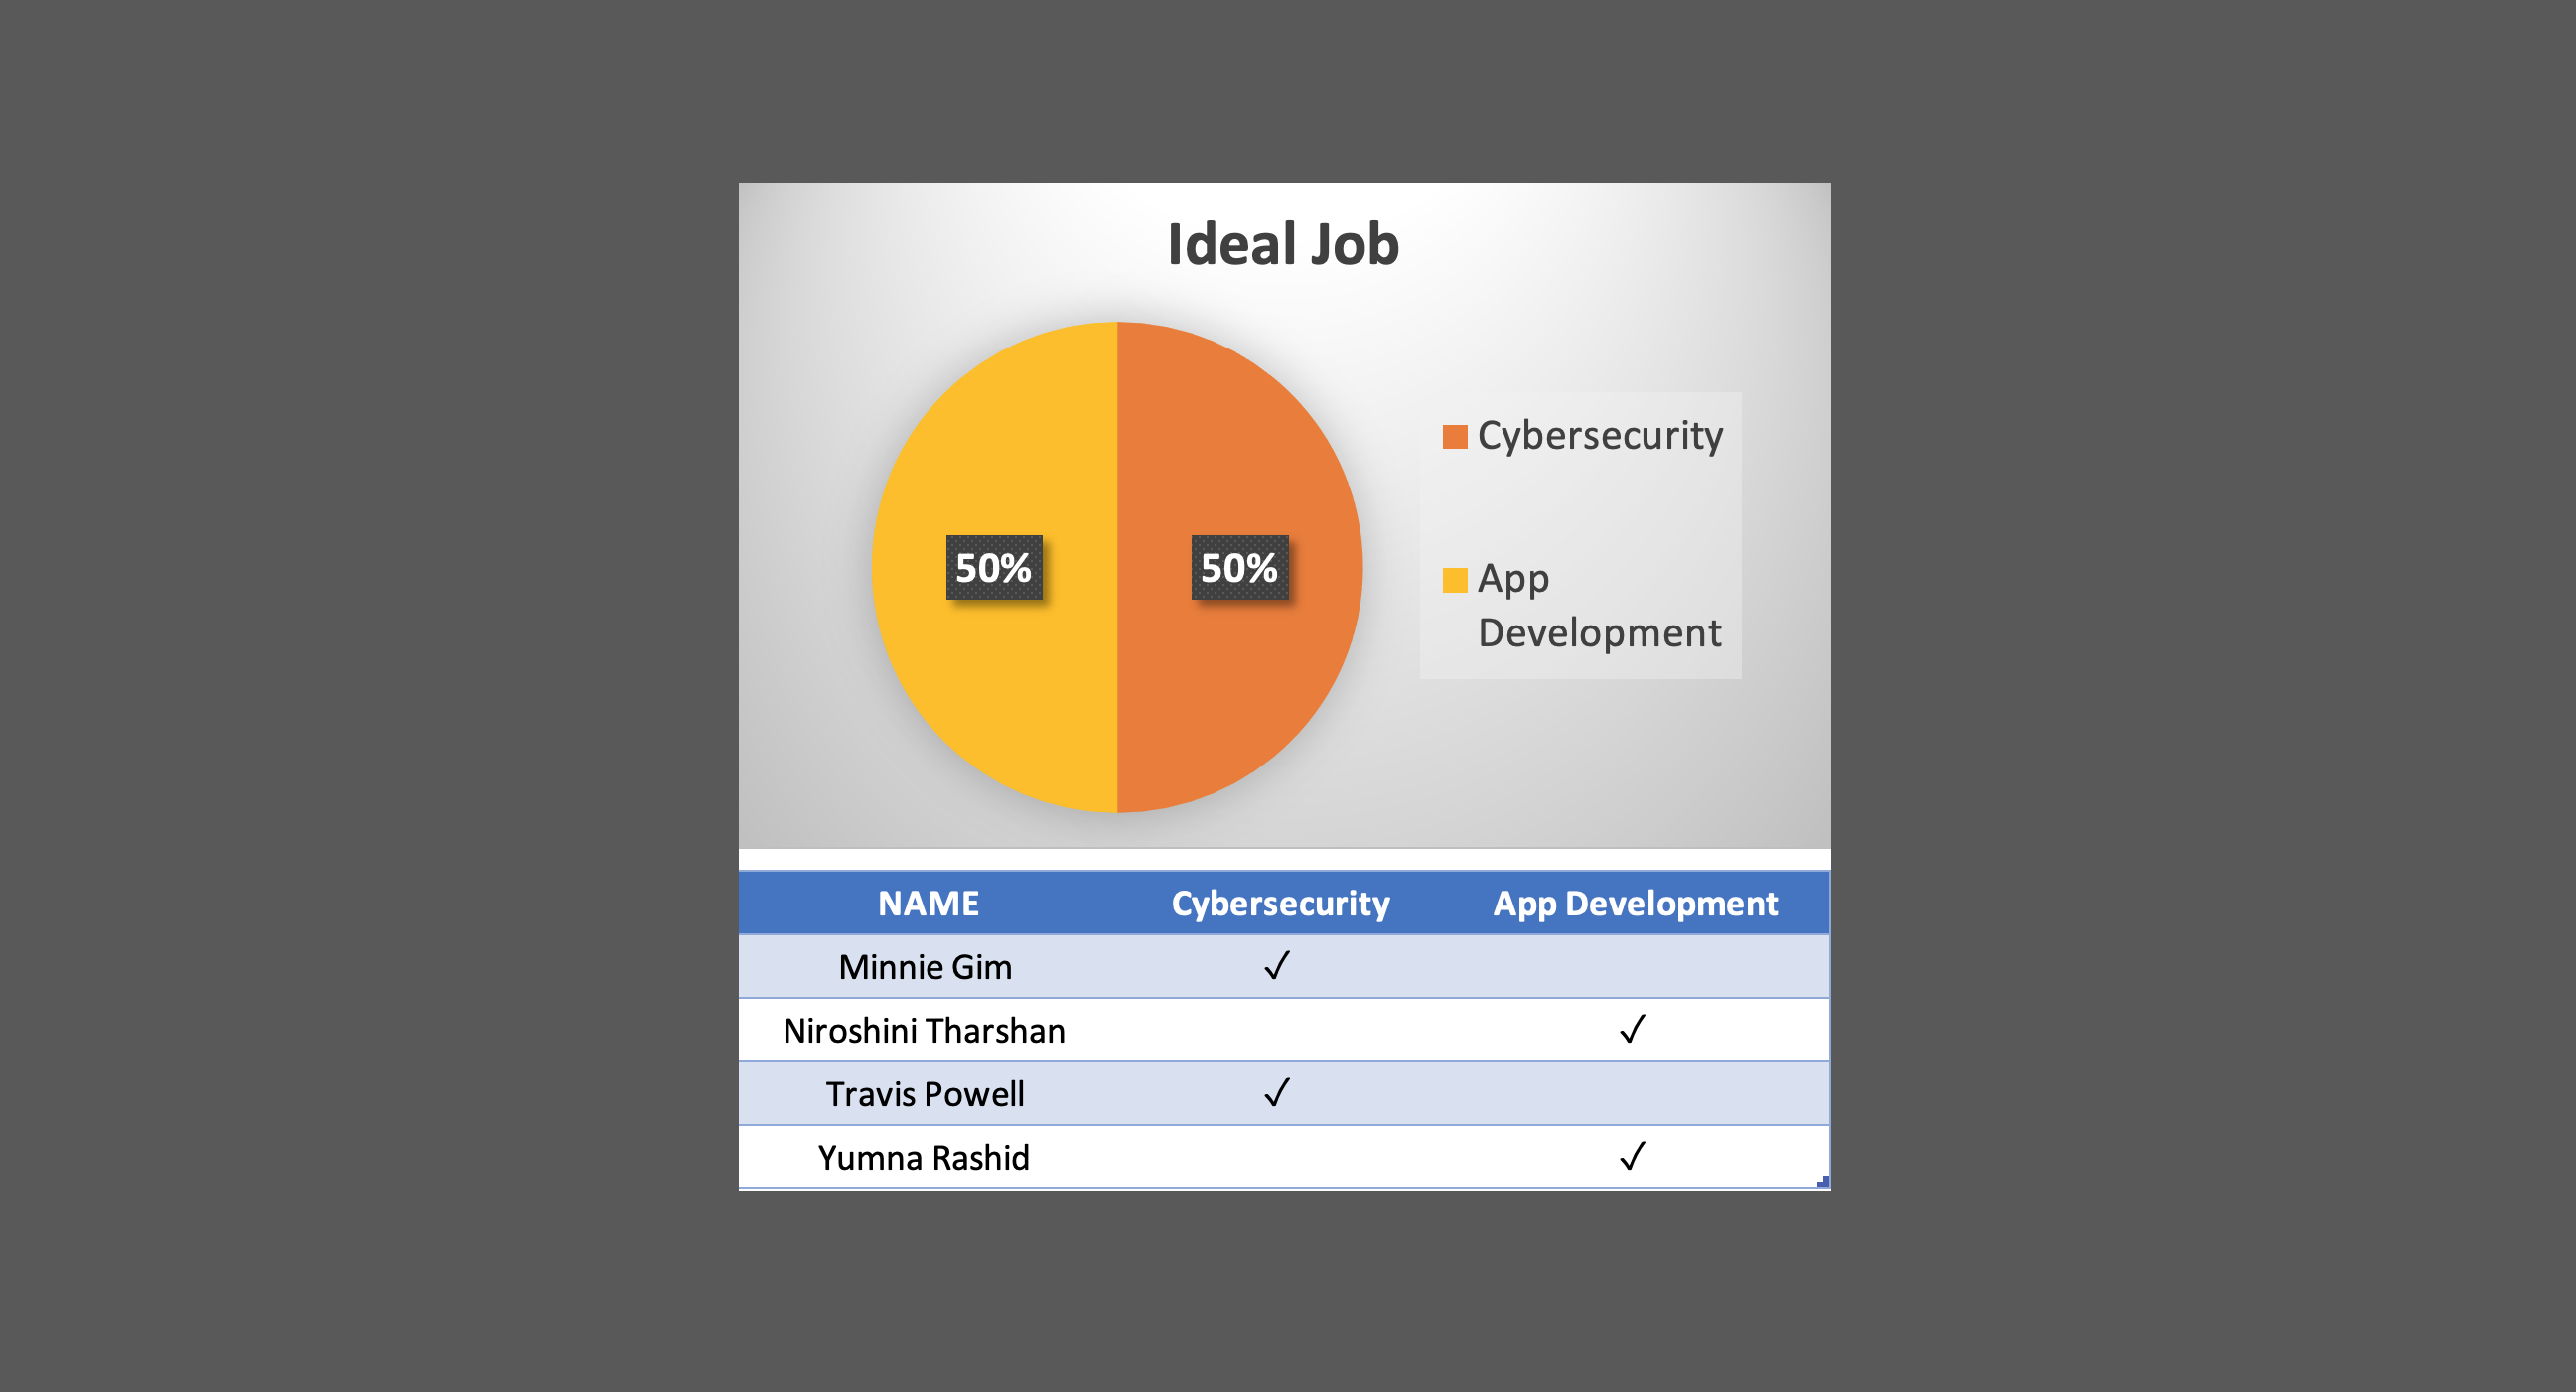 Ideal Job
50%
50%
Cybersecurity
App
Development
NAME Cybersecurity App Development
Minnie Gim ✓
Niroshini Tharshan ✓
Travis Powell ✓
Yumna Rashid ✓